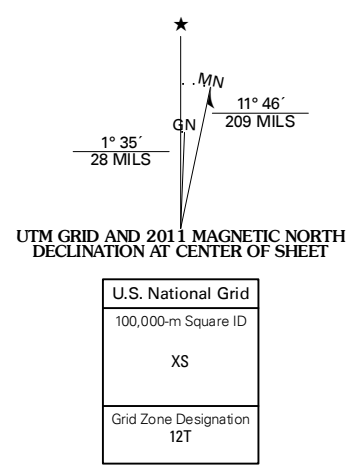 ★
MN
11° 46´
209 MILS
GN
1° 35´
28 MILS
UTM GRID AND 2011 MAGNETIC NORTH
DECLINATION AT CENTER OF SHEET
U.S. National Grid
100,000-m Square ID
XS
Grid Zone Designation
12T